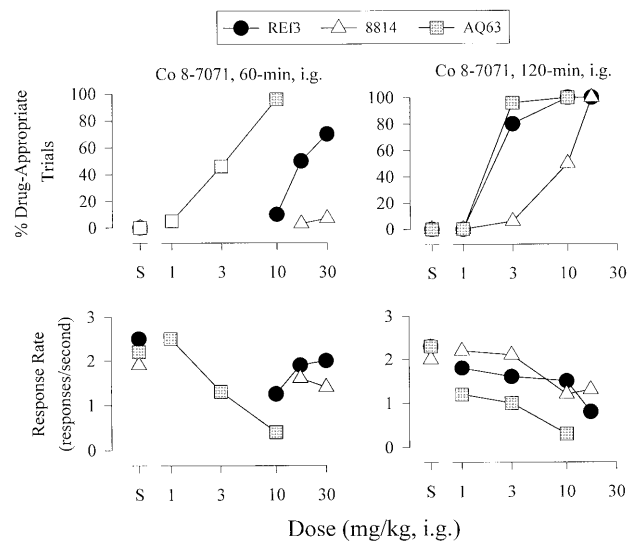 REf3 8814 AQ63
Co 8-7071, 60-min, i.g. Co 8-7071, 120-min, i.g.
% Drug-Appropriate
Trials
100
80
60
40
20
0
100
80
60
40
20
0
S 1 3 10 30
S 1 3 10 30
Response Rate
(responses/second)
3
2
1
0
3
2
1
0
S 1 3 10 30
S 1 3 10 30
Dose (mg/kg, i.g.)